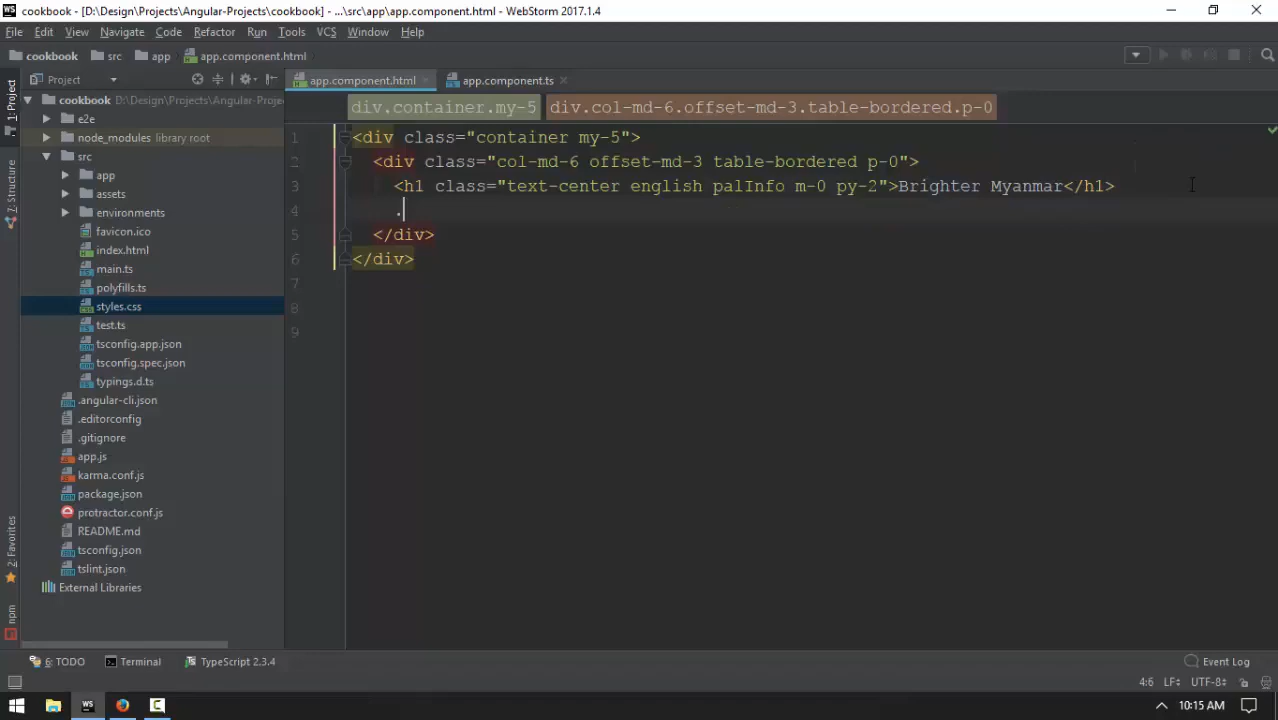 cookbook - [D:\Design\Projects\Angular-Projects\cookbook] - ...\src\app\app.component.html - WebStorm 2017.1.4
File Edit View Navigate Code Refactor Run Tools VCS Window Help
cookbook src app app.component.html
Project
app.component.html app.component.ts
1: Project
7: Structure
2: Favorites
npm
cookbook D:\Design\Projects\Angular-Proje
e2e
node_modules library root
src
app
assets
environments
favicon.ico
index.html
main.ts
polyfills.ts
styles.css
test.ts
tsconfig.app.json
tsconfig.spec.json
typings.d.ts
.angular-cli.json
.editorconfig
.gitignore
app.js
karma.conf.js
package.json
protractor.conf.js
README.md
tsconfig.json
tslint.json
External Libraries
div.container.my-5 div.col-md-6.offset-md-3.table-bordered.p-0
1 <div class="container my-5">
2 <div class="col-md-6 offset-md-3 table-bordered p-0">
3 <h1 class="text-center english palInfo m-0 py-2">Brighter Myanmar</h1>
4 .
5 </div>
6 </div>
7
8
9
6: TODO Terminal TypeScript 2.3.4 Event Log
4:6 LF÷ UTF-8÷
10:15 AM